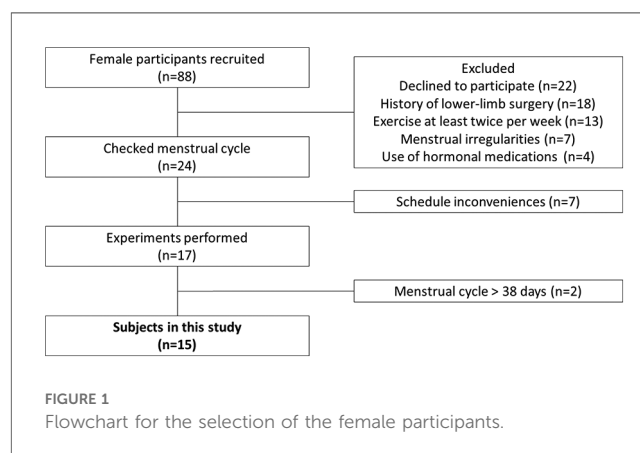 Female participants recruited
(n=88)
Excluded
Declined to participate (n=22)
History of lower-limb surgery (n=18)
Exercise at least twice per week (n=13)
Menstrual irregularities (n=7)
Use of hormonal medications (n=4)
Checked menstrual cycle
(n=24)
Schedule inconveniences (n=7)
Experiments performed
(n=17)
Menstrual cycle > 38 days (n=2)
Subjects in this study
(n=15)
FIGURE 1
Flowchart for the selection of the female participants.